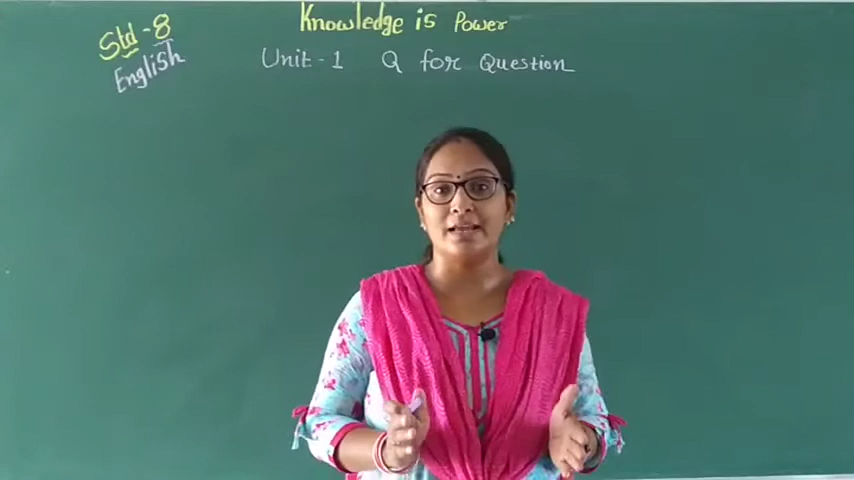 Std - 8
English
Knowledge is Power
Unit - 1 Q for Question